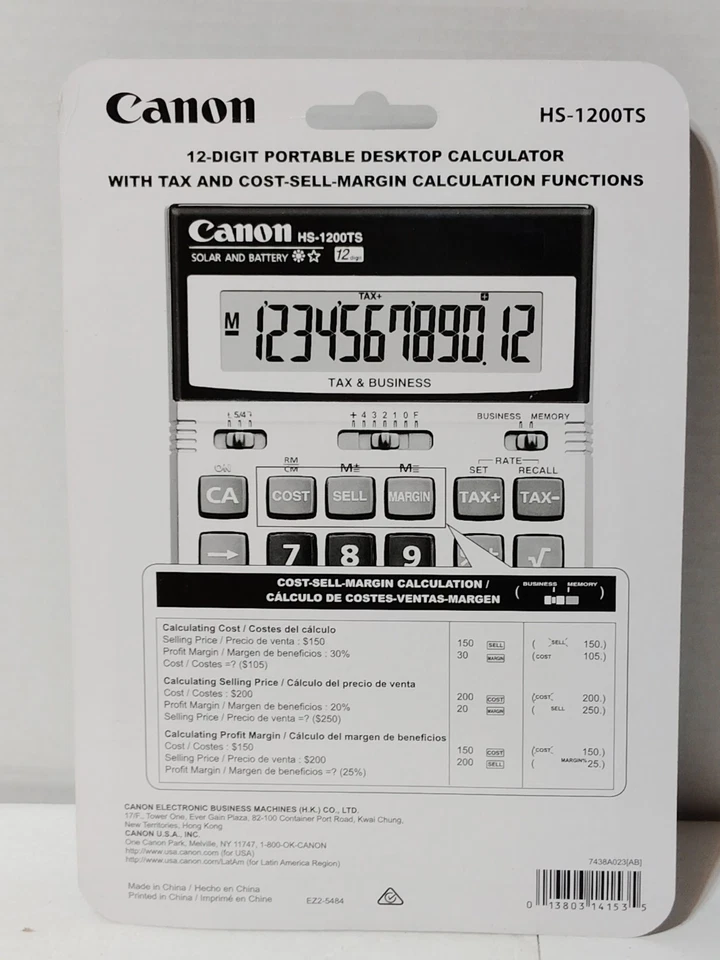 Canon
HS-1200TS
12-DIGIT PORTABLE DESKTOP CALCULATOR
WITH TAX AND COST-SELL-MARGIN CALCULATION FUNCTIONS
Canon HS-1200TS
SOLAR AND BATTERY 12 digit
TAX+
M 1234567890.12
TAX & BUSINESS
5/4
+ 4 3 2 1 0 F
BUSINESS MEMORY
RATE
RM
CM M± M= SET RECALL
CA COST SELL MARGIN TAX+ TAX-
→ 7 8 9 √
COST-SELL-MARGIN CALCULATION /
CÁLCULO DE COSTES-VENTAS-MARGEN
( BUSINESS MEMORY )
Calculating Cost / Costes del cálculo
Selling Price / Precio de venta : $150 150 SELL ( SELL 150.)
Profit Margin / Margen de beneficios : 30% 30 MARGIN (COST 105.)
Cost / Costes =? ($105)
Calculating Selling Price / Cálculo del precio de venta
Cost / Costes : $200 200 COST (COST 200.)
Profit Margin / Margen de beneficios : 20% 20 MARGIN ( SELL 250.)
Selling Price / Precio de venta =? ($250)
Calculating Profit Margin / Cálculo del margen de beneficios
Cost / Costes : $150 150 COST (COST 150.)
Selling Price / Precio de venta : $200 200 SELL ( MARGIN% 25.)
Profit Margin / Margen de beneficios =? (25%)
CANON ELECTRONIC BUSINESS MACHINES (H.K.) CO., LTD.
17/F., Tower One, Ever Gain Plaza, 82-100 Container Port Road, Kwai Chung,
New Territories, Hong Kong
CANON U.S.A., INC.
One Canon Park, Melville, NY 11747, 1-800-OK-CANON
http://www.usa.canon.com (for USA)
http://www.usa.canon.com/LatAm (for Latin America Region)
7438A023[AB]
Made in China / Hecho en China
Printed in China / Imprimé en Chine
EZ2-5484
0 13803 14153 5